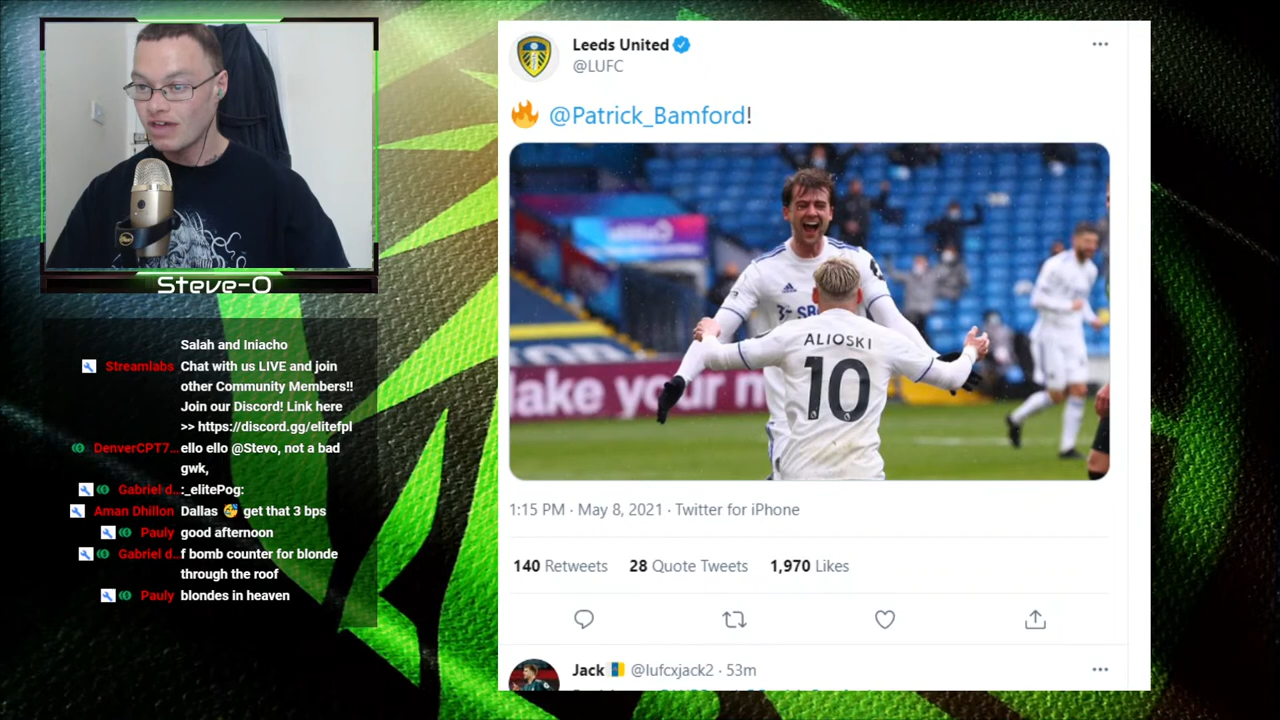 Steve-O
Salah and Iniacho
Streamlabs Chat with us LIVE and join
other Community Members!!
Join our Discord! Link here
>> https://discord.gg/elitefpl
DenverCPT7... ello ello @Stevo, not a bad
gwk,
Gabriel d... :_elitePog:
Aman Dhillon Dallas 🥳 get that 3 bps
Pauly good afternoon
Gabriel d... f bomb counter for blonde
through the roof
Pauly blondes in heaven
Leeds United
@LUFC
🔥 @Patrick_Bamford!
ALIOSKI
10
1:15 PM · May 8, 2021 · Twitter for iPhone
140 Retweets 28 Quote Tweets 1,970 Likes
Jack @lufcxjack2 · 53m